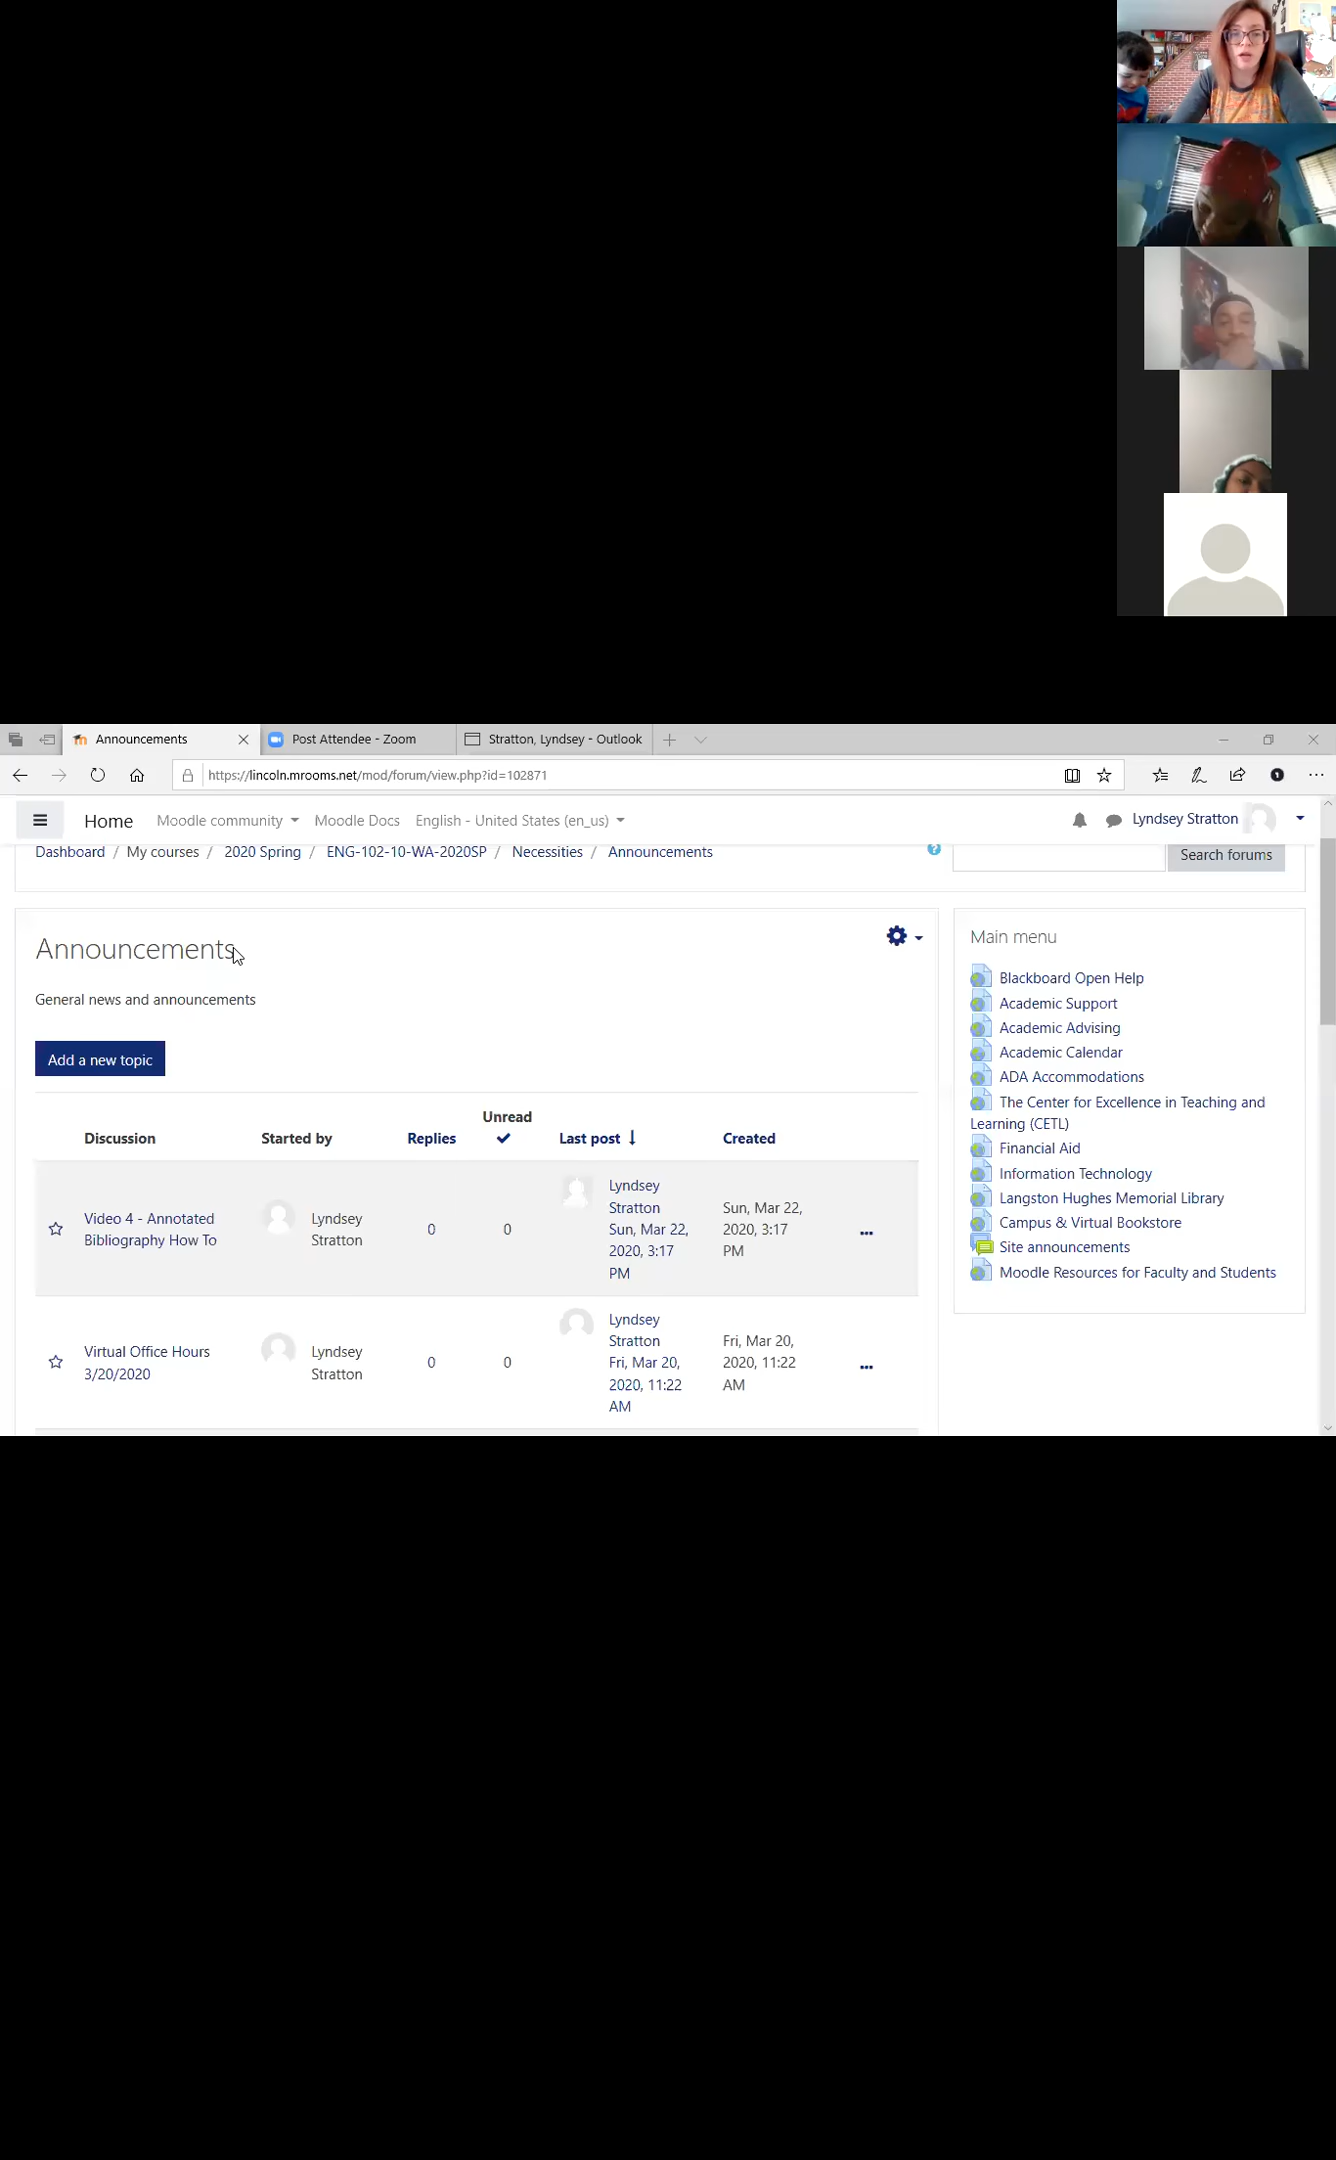 Announcements
Post Attendee - Zoom
Stratton, Lyndsey - Outlook
https://lincoln.mrooms.net/mod/forum/view.php?id=102871
Home
Moodle community
Moodle Docs
English - United States (en_us)
Lyndsey Stratton
Dashboard / My courses / 2020 Spring / ENG-102-10-WA-2020SP / Necessities / Announcements
?
Search forums
Announcements
General news and announcements
Add a new topic
Discussion
Started by
Replies
Unread
Last post
Created
Video 4 - Annotated
Bibliography How To
Lyndsey
Stratton
0
0
Lyndsey
Stratton
Sun, Mar 22,
2020, 3:17
PM
Sun, Mar 22,
2020, 3:17
PM
Virtual Office Hours
3/20/2020
Lyndsey
Stratton
0
0
Lyndsey
Stratton
Fri, Mar 20,
2020, 11:22
AM
Fri, Mar 20,
2020, 11:22
AM
Main menu
Blackboard Open Help
Academic Support
Academic Advising
Academic Calendar
ADA Accommodations
The Center for Excellence in Teaching and
Learning (CETL)
Financial Aid
Information Technology
Langston Hughes Memorial Library
Campus & Virtual Bookstore
Site announcements
Moodle Resources for Faculty and Students